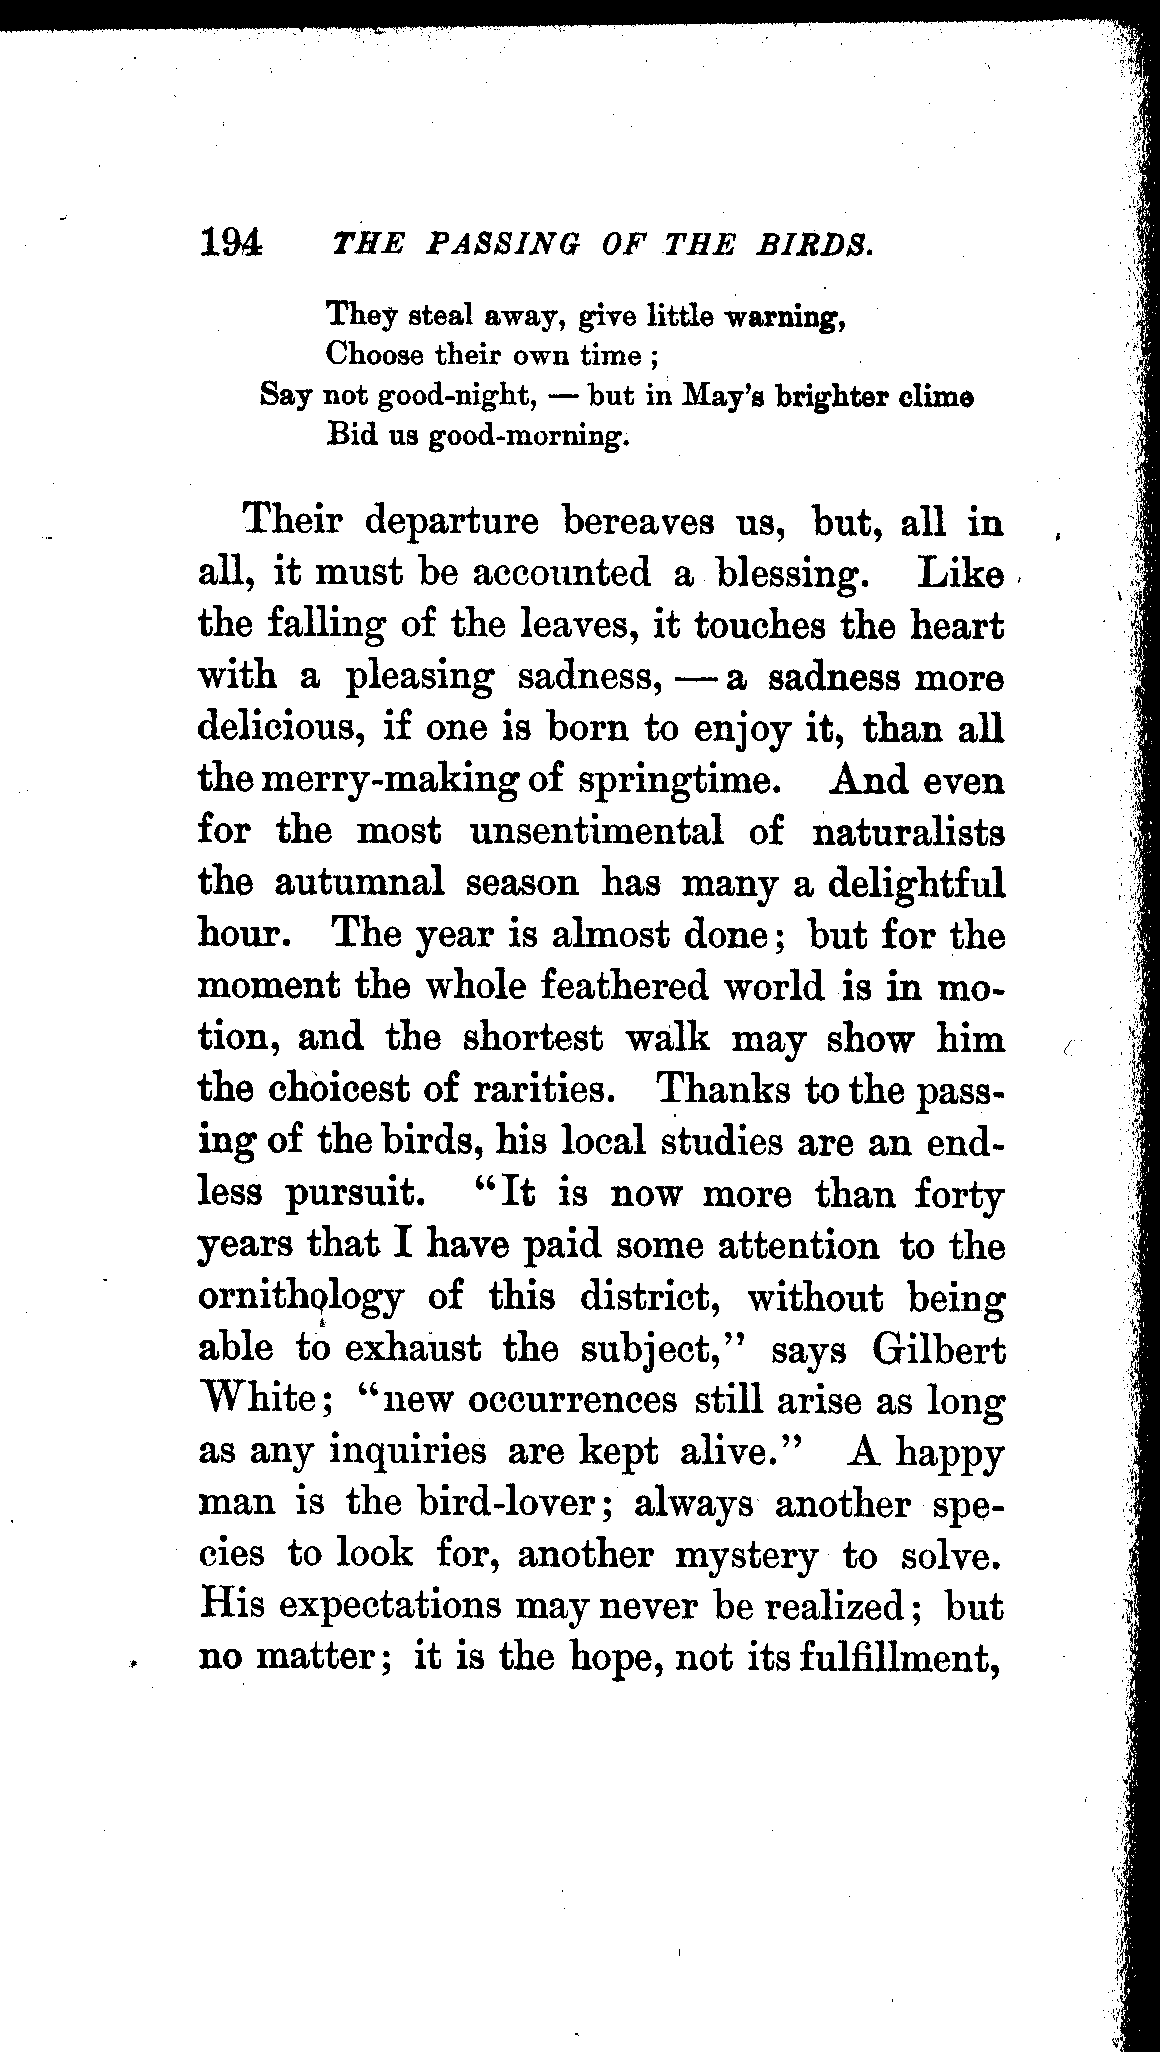 194 THE PASSING OF THE BIRDS.
They steal away, give little warning,
Choose their own time ;
Say not good-night, — but in May's brighter clime
Bid us good-morning.
Their departure bereaves us, but, all in
all, it must be accounted a blessing. Like
the falling of the leaves, it touches the heart
with a pleasing sadness, — a sadness more
delicious, if one is born to enjoy it, than all
the merry-making of springtime. And even
for the most unsentimental of naturalists
the autumnal season has many a delightful
hour. The year is almost done; but for the
moment the whole feathered world is in mo-
tion, and the shortest walk may show him
the choicest of rarities. Thanks to the pass-
ing of the birds, his local studies are an end-
less pursuit. "It is now more than forty
years that I have paid some attention to the
ornithology of this district, without being
able to exhaust the subject," says Gilbert
White; "new occurrences still arise as long
as any inquiries are kept alive." A happy
man is the bird-lover; always another spe-
cies to look for, another mystery to solve.
His expectations may never be realized; but
no matter; it is the hope, not its fulfillment,